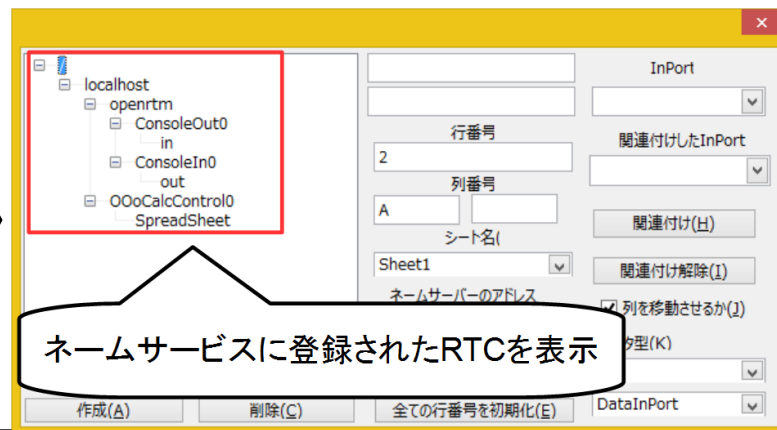 localhost
openrtm
ConsoleOut0
in
ConsoleIn0
out
OOoCalcControl0
SpreadSheet
行番号
2
列番号
A
シート名(
Sheet1
ネームサーバーのアドレス
InPort
関連付けしたInPort
関連付け(H)
関連付け解除(I)
列を移動させるか(J)
タ型(K)
DataInPort
ネームサービスに登録されたRTCを表示
作成(A)
削除(C)
全ての行番号を初期化(E)